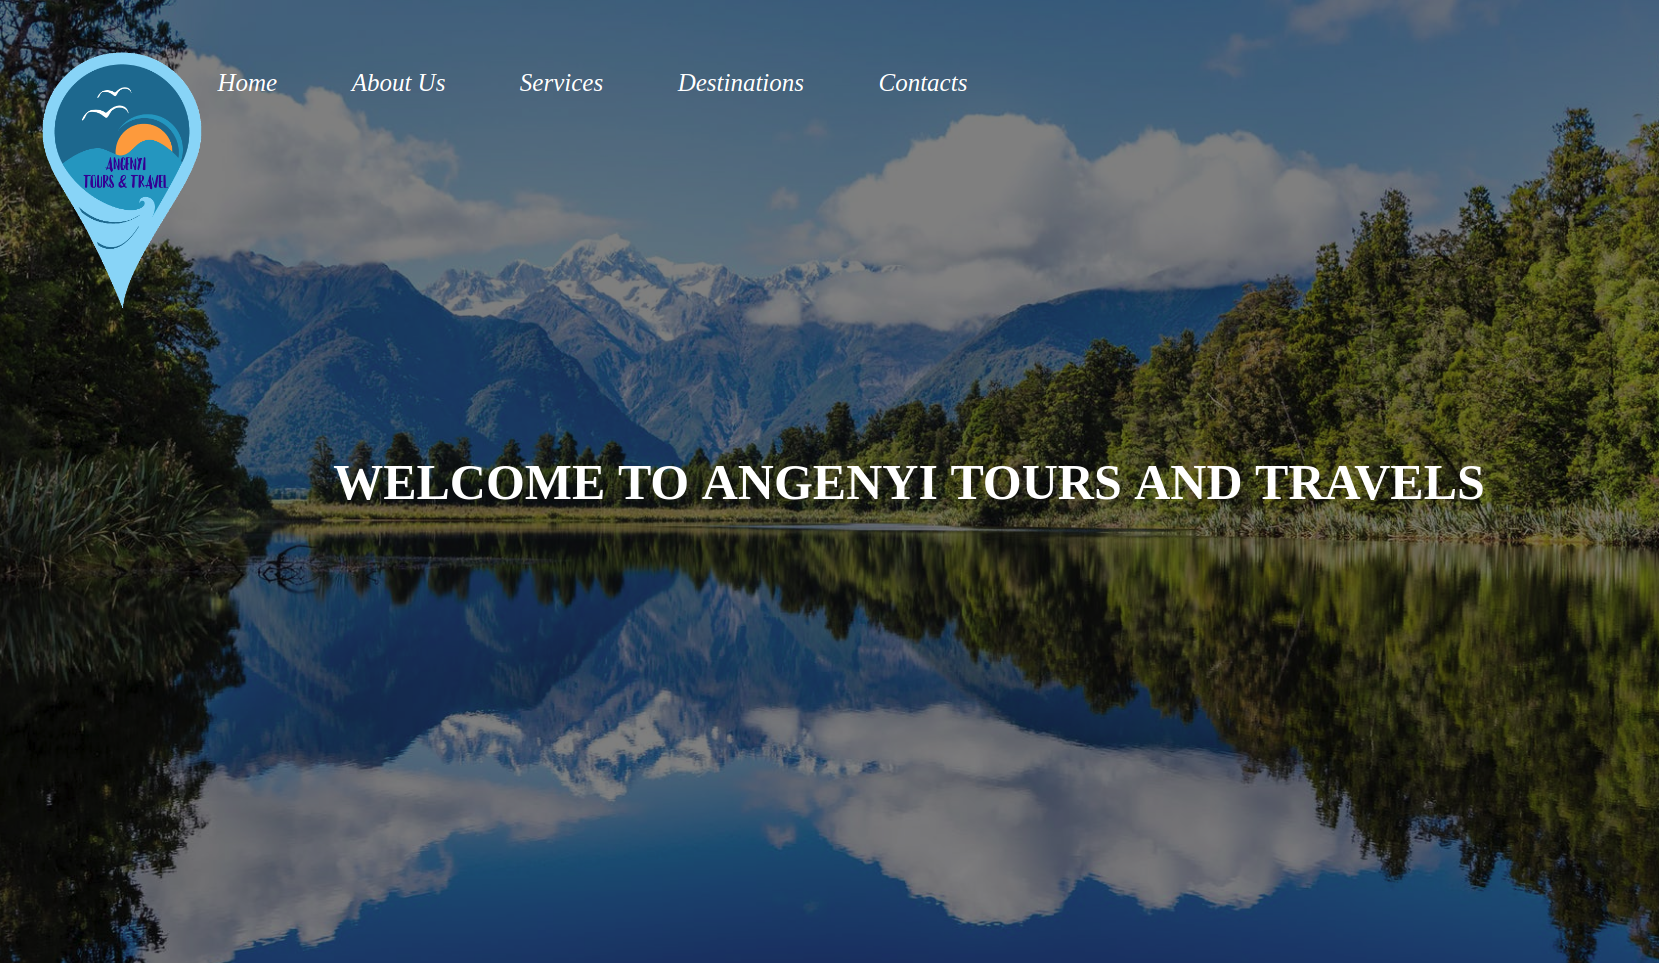 Home About Us Services Destinations Contacts
ANGENYI
TOURS & TRAVEL
WELCOME TO ANGENYI TOURS AND TRAVELS